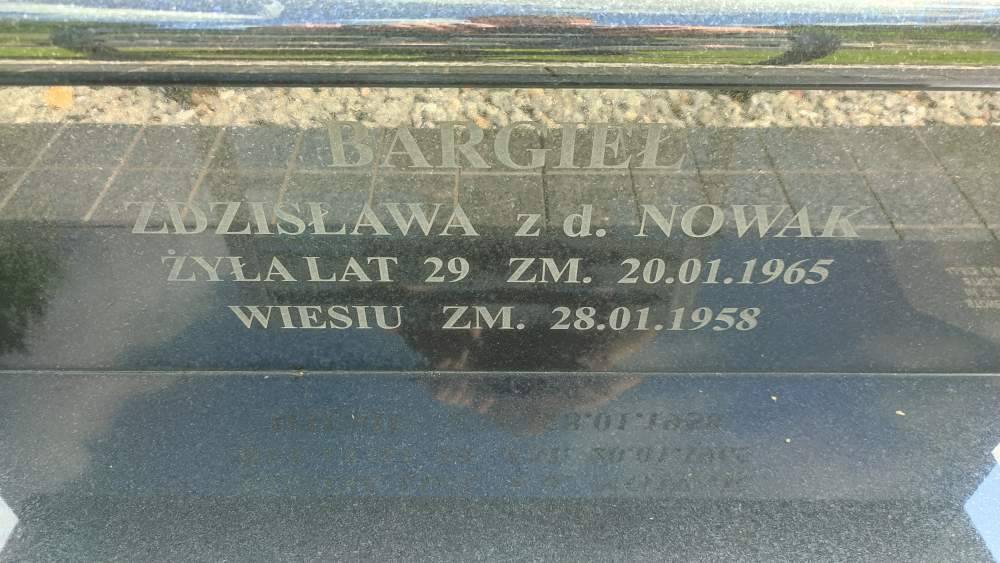 BARGIEŁ
ZDZISŁAWA z d. NOWAK
ŻYŁA LAT 29 ZM. 20.01.1965
WIESIU ZM. 28.01.1958